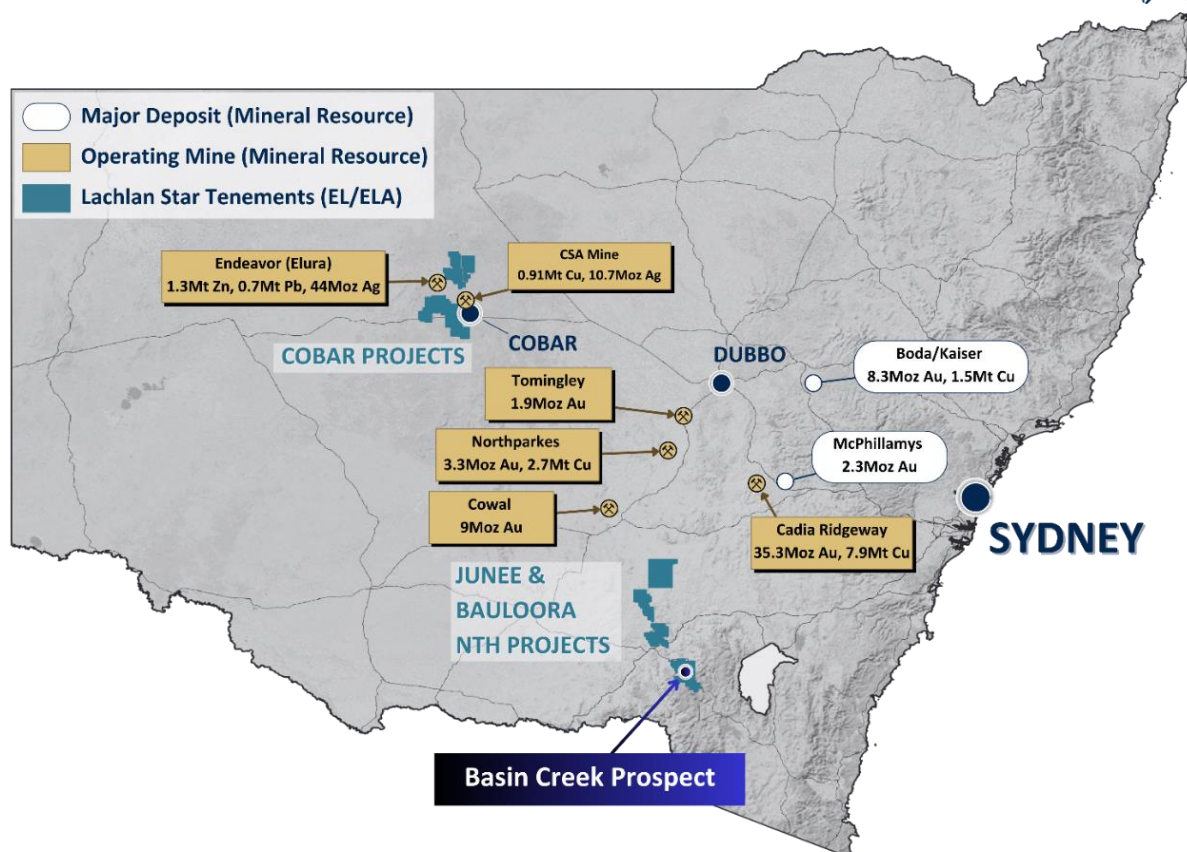 Major Deposit (Mineral Resource)
Operating Mine (Mineral Resource)
Lachlan Star Tenements (EL/ELA)
Endeavor (Elura)
1.3Mt Zn, 0.7Mt Pb, 44Moz Ag
CSA Mine
0.91Mt Cu, 10.7Moz Ag
COBAR PROJECTS
COBAR
DUBBO
Boda/Kaiser
8.3Moz Au, 1.5Mt Cu
Tomingley
1.9Moz Au
Northparkes
3.3Moz Au, 2.7Mt Cu
McPhillamys
2.3Moz Au
Cowal
9Moz Au
Cadia Ridgeway
35.3Moz Au, 7.9Mt Cu
SYDNEY
JUNEE &
BAULOORA
NTH PROJECTS
Basin Creek Prospect